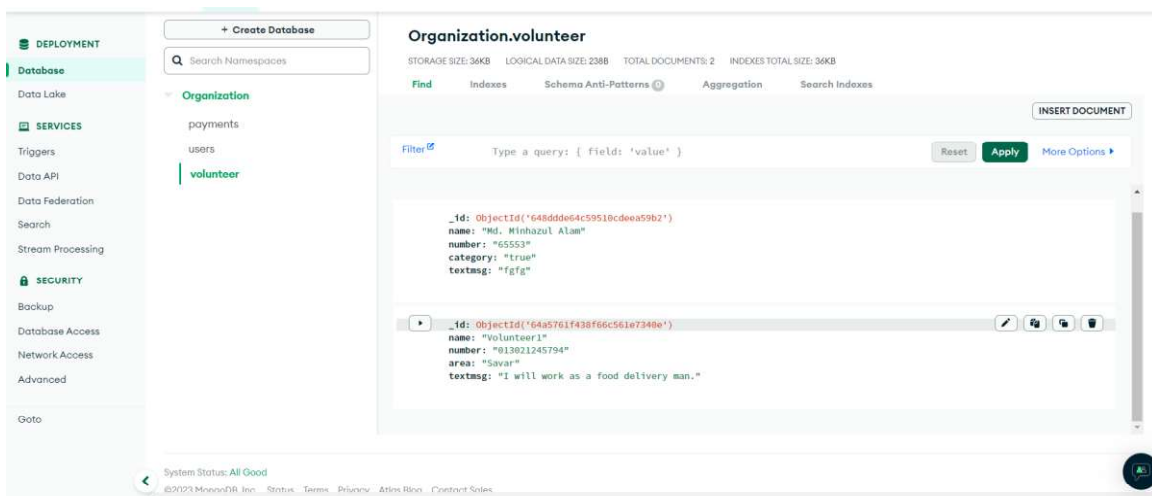 DEPLOYMENT
Database
Data Lake
SERVICES
Triggers
Data API
Data Federation
Search
Stream Processing
SECURITY
Backup
Database Access
Network Access
Advanced
Goto
+ Create Database
Search Namespaces
Organization
payments
users
volunteer
Organization.volunteer
STORAGE SIZE: 36KB LOGICAL DATA SIZE: 238B TOTAL DOCUMENTS: 2 INDEXES TOTAL SIZE: 36KB
Find Indexes Schema Anti-Patterns 0 Aggregation Search Indexes
INSERT DOCUMENT
Filter Type a query: { field: 'value' } Reset Apply More Options
_id: ObjectId('648ddde64c59510cdeea59b2')
name: "Md. Minhazul Alam"
number: "65553"
category: "true"
textmsg: "fgfg"
_id: ObjectId('64a5761f438f66c561e7340e')
name: "Volunteer1"
number: "013021245794"
area: "Savar"
textmsg: "I will work as a food delivery man."
System Status: All Good
©2023 MongoDB, Inc. Status Terms Privacy Atlas Blog Contact Sales